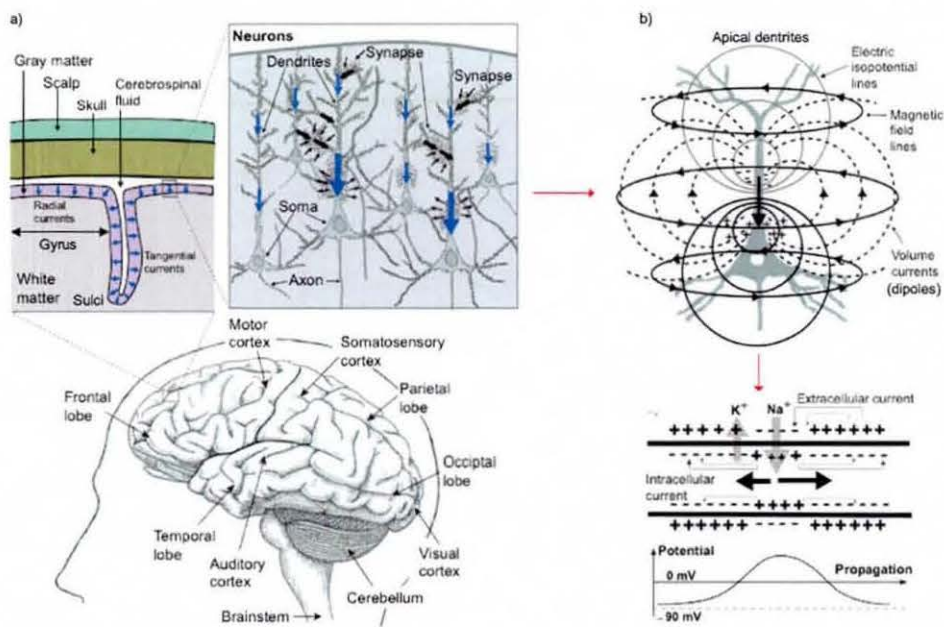 a)
Neurons
Gray matter
Scalp
Skull
Cerebrospinal
fluid
Radial
currents
Gyrus
White
matter
Sulci
Tangential
currents
Dendrites
Synapse
Synapse
Soma
Axon
Motor
cortex
Somatosensory
cortex
Frontal
lobe
Parietal
lobe
Occiptal
lobe
Temporal
lobe
Auditory
cortex
Visual
cortex
Cerebellum
Brainstem
b)
Apical dentrites
Electric
isopotential
lines
Magnetic
field
lines
Volume
currents
(dipoles)
K+
Na+
Extracellular current
Intracellular
current
Potential
0 mV
Propagation
- 90 mV